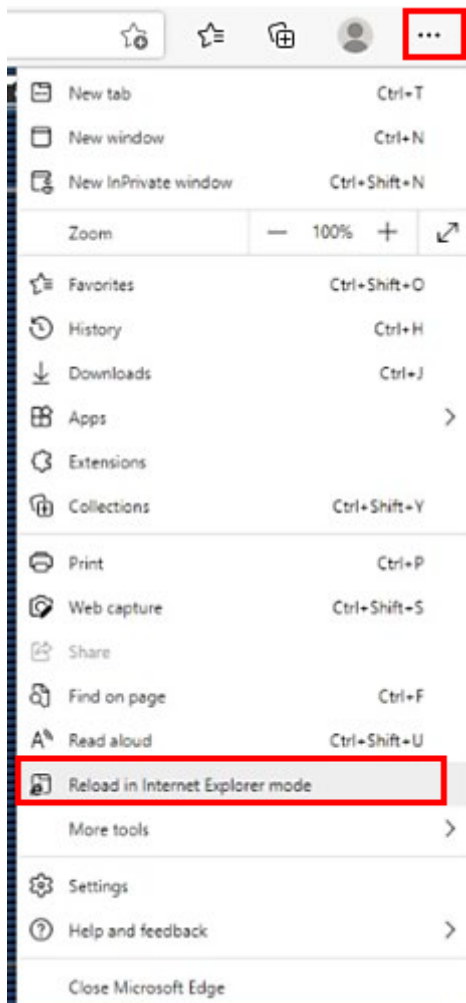 New tab Ctrl+T
New window Ctrl+N
New InPrivate window Ctrl+Shift+N
Zoom — 100% +
Favorites Ctrl+Shift+O
History Ctrl+H
Downloads Ctrl+J
Apps
Extensions
Collections Ctrl+Shift+Y
Print Ctrl+P
Web capture Ctrl+Shift+S
Share
Find on page Ctrl+F
Read aloud Ctrl+Shift+U
Reload in Internet Explorer mode
More tools
Settings
Help and feedback
Close Microsoft Edge